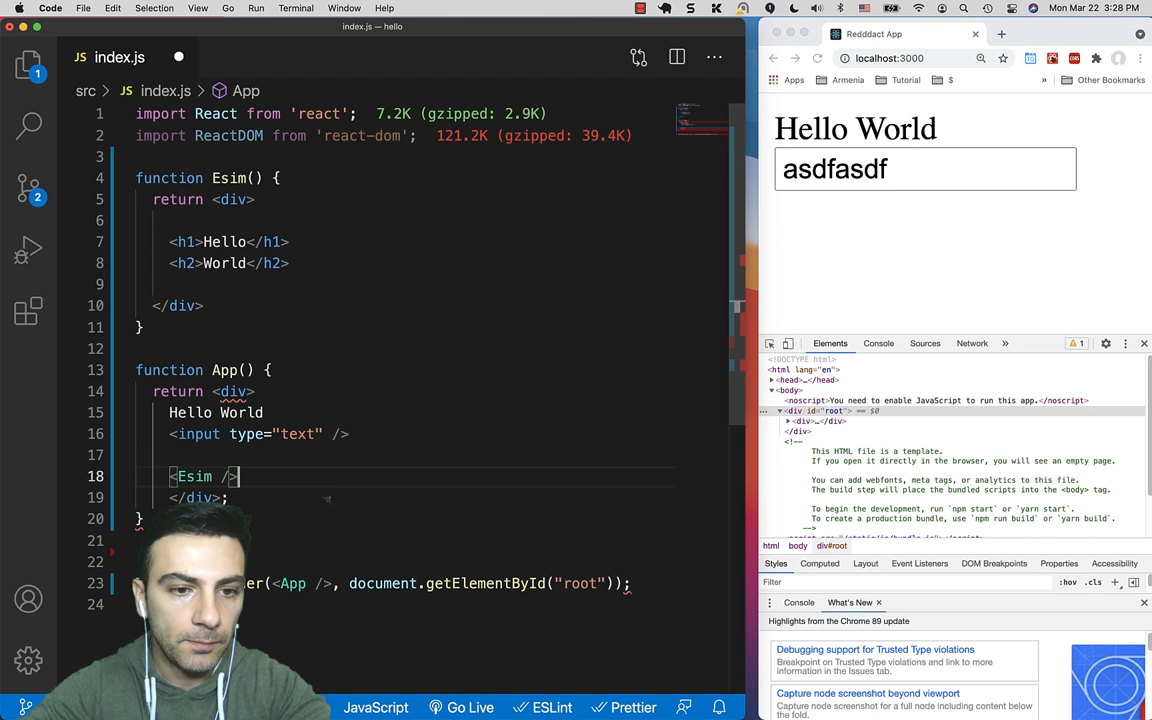 Code File Edit Selection View Go Run Terminal Window Help
Mon Mar 22 3:28 PM
index.js — hello
JS index.js
src > JS index.js > App
1 import React from 'react'; 7.2K (gzipped: 2.9K)
2 import ReactDOM from 'react-dom'; 121.2K (gzipped: 39.4K)
3
4 function Esim() {
5 return <div>
6
7 <h1>Hello</h1>
8 <h2>World</h2>
9
10 </div>
11 }
12
13 function App() {
14 return <div>
15 Hello World
16 <input type="text" />
17
18 <Esim />
19 </div>;
20 }
21
22
23 er(<App />, document.getElementById("root"));
24
1
2
JavaScript Go Live ESLint Prettier
Redddact App
localhost:3000
Apps Armenia Tutorial $ » Other Bookmarks
Hello World
asdfasdf
Elements Console Sources Network » 1
<!DOCTYPE html>
<html lang="en">
<head>…</head>
<body>
<noscript>You need to enable JavaScript to run this app.</noscript>
<div id="root"> == $0
<div>…</div>
</div>
<!--
This HTML file is a template.
If you open it directly in the browser, you will see an empty page.
You can add webfonts, meta tags, or analytics to this file.
The build step will place the bundled scripts into the <body> tag.
To begin the development, run `npm start` or `yarn start`.
To create a production bundle, use `npm run build` or `yarn build`.
-->
html body div#root
Styles Computed Layout Event Listeners DOM Breakpoints Properties Accessibility
Filter :hov .cls +
Console What's New ×
Highlights from the Chrome 89 update
Debugging support for Trusted Type violations
Breakpoint on Trusted Type violations and link to more
information in the Issues tab.
Capture node screenshot beyond viewport
Capture node screenshot for a full node including content below
the fold.